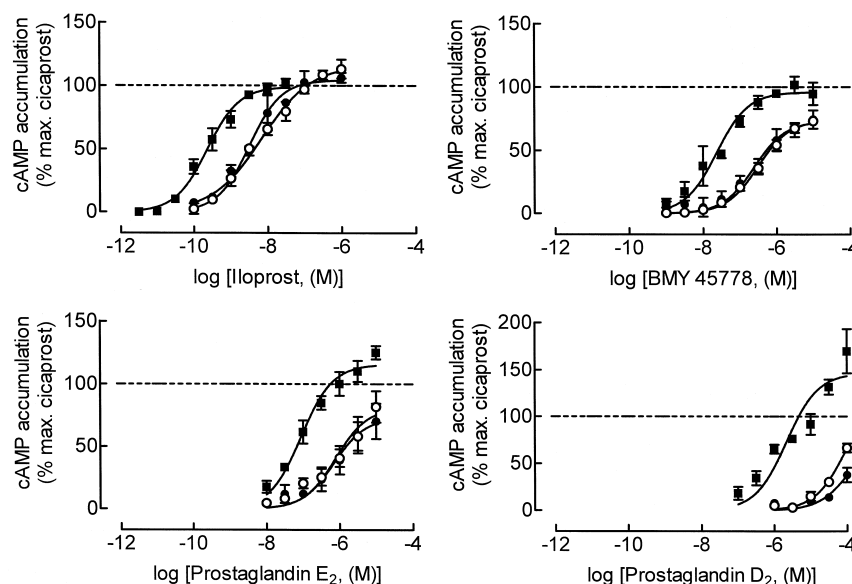 150
100
50
0
cAMP accumulation
(% max. cicaprost)
-12 -10 -8 -6 -4
log [Iloprost, (M)]
150
100
50
0
cAMP accumulation
(% max. cicaprost)
-12 -10 -8 -6 -4
log [BMY 45778, (M)]
150
100
50
0
cAMP accumulation
(% max. cicaprost)
-12 -10 -8 -6 -4
log [Prostaglandin E₂, (M)]
200
150
100
50
0
cAMP accumulation
(% max. cicaprost)
-12 -10 -8 -6 -4
log [Prostaglandin D₂, (M)]